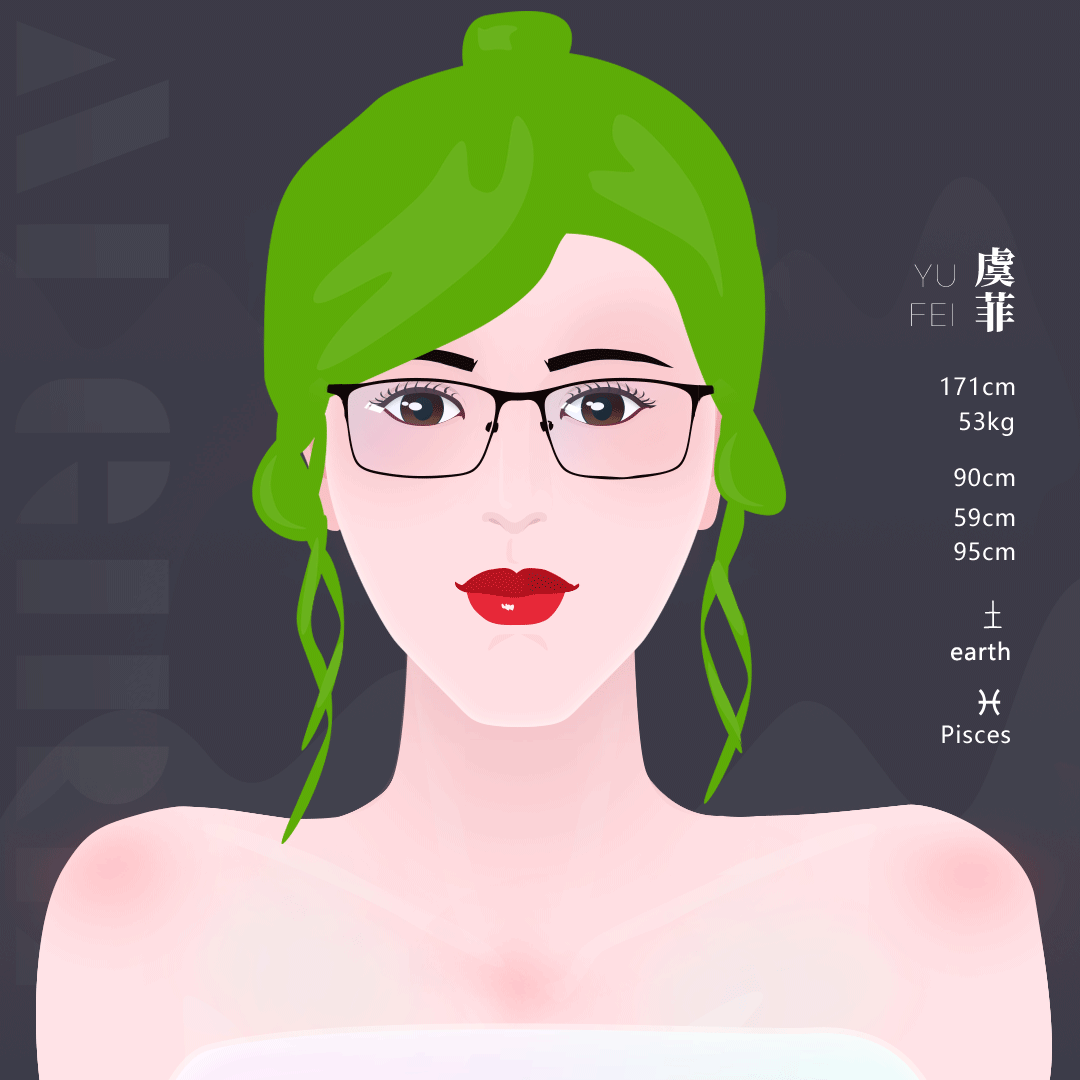 YU
FEI
虞
菲
171cm
53kg
90cm
59cm
95cm
土
earth
♓
Pisces